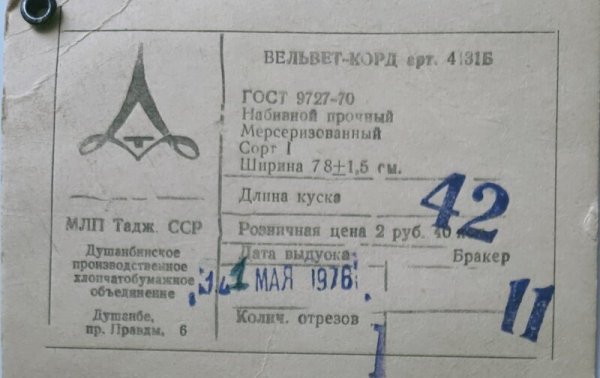 ВЕЛЬВЕТ-КОРД арт. 4131Б
ГОСТ 9727-70
Набивной прочный
Мерсеризованный
Сорт I
Ширина 78±1,5 см.
Длина куска 42
МЛП Тадж. ССР
Душанбинское
производственное
хлопчатобумажное
объединение
Душанбе,
пр. Правды, 6
Розничная цена 2 руб. 40
Дата выпуска
Бракер
МАЯ 1976
11
Колич. отрезов
1